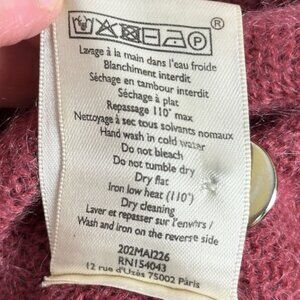 ®
P
Lavage à la main dans l'eau froide
Blanchiment interdit
Séchage en tambour interdit
Séchage à plat
Repassage 110° max
Nettoyage à sec tous solvants nomaux
Hand wash in cold water
Do not bleach
Do not tumble dry
Dry flat
Iron low heat (110°)
Dry cleaning
Laver et repasser sur l'envers /
Wash and iron on the reverse side
202MAI226
RN154043
12 rue d'Uzès 75002 Paris